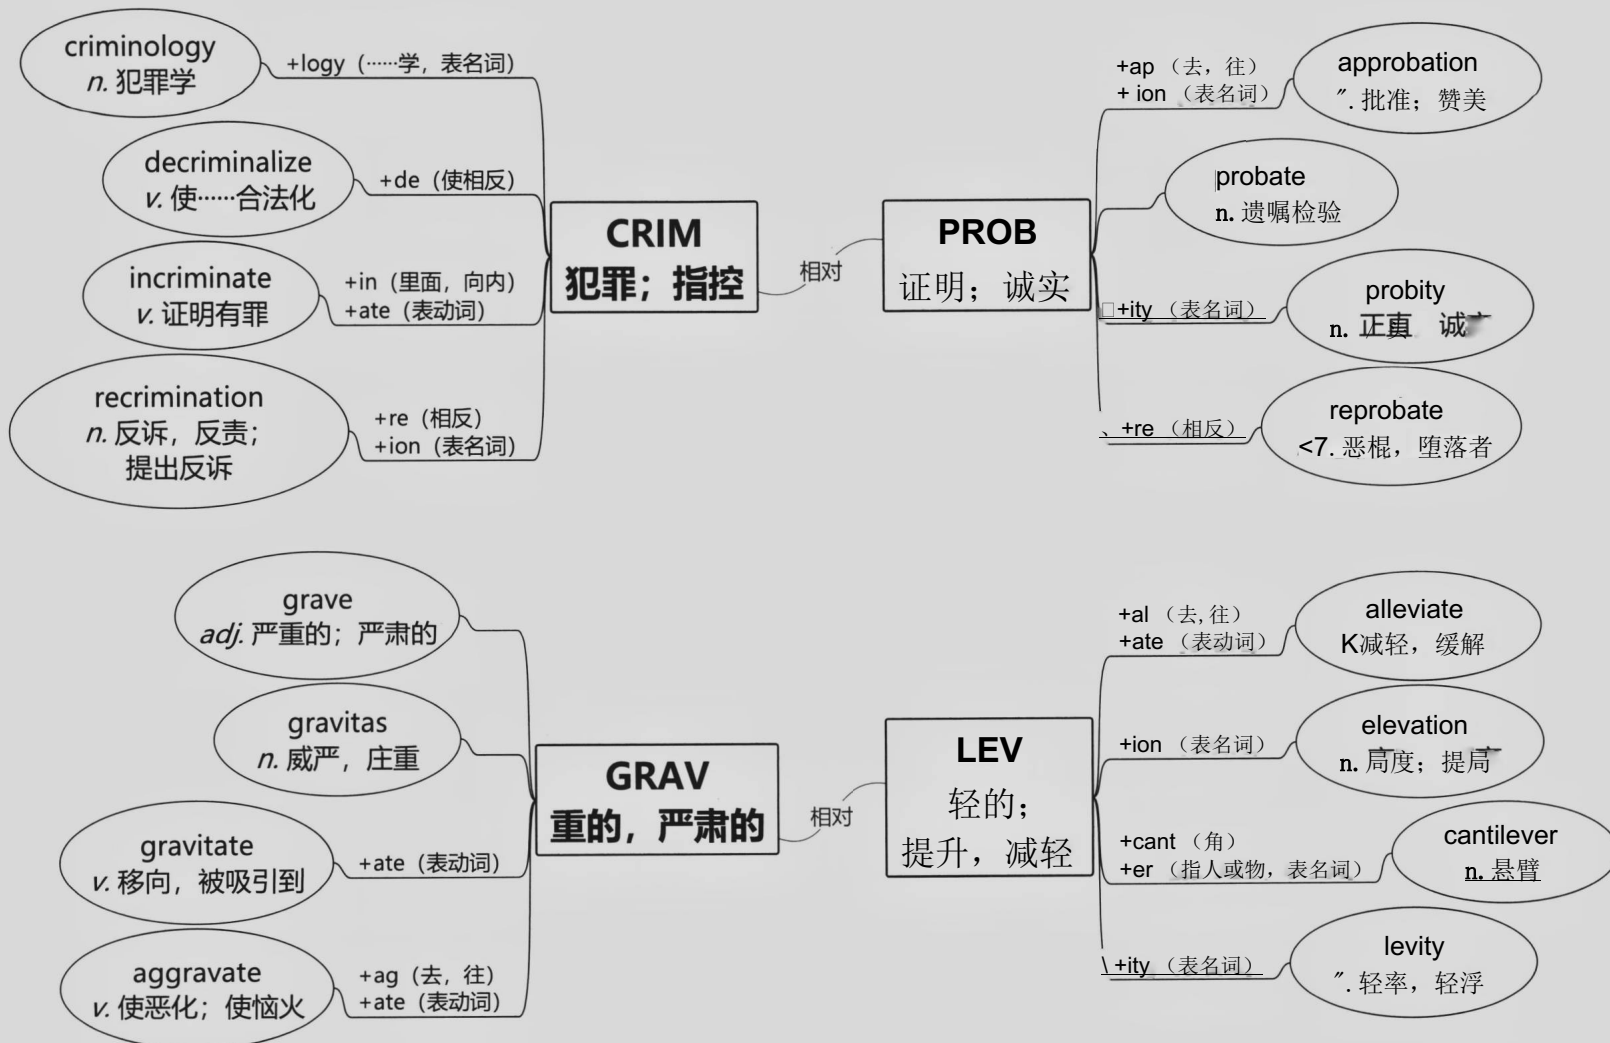 criminology
n. 犯罪学
+logy（……学，表名词）
decriminalize
v. 使……合法化
+de（使相反）
incriminate
v. 证明有罪
+in（里面，向内）
+ate（表动词）
recrimination
n. 反诉，反责；
提出反诉
+re（相反）
+ion（表名词）
CRIM
犯罪；指控
相对
PROB
证明；诚实
+ap （去，往）
+ ion （表名词）
approbation
″. 批准；赞美
probate
n. 遗嘱检验
□+ity （表名词）
probity
n. 正直 诚
、+re （相反）
reprobate
<7. 恶棍，堕落者
grave
adj. 严重的；严肃的
gravitas
n. 威严，庄重
gravitate
v. 移向，被吸引到
+ate（表动词）
aggravate
v. 使恶化；使恼火
+ag（去，往）
+ate（表动词）
GRAV
重的，严肃的
相对
LEV
轻的；
提升，减轻
+al （去,往）
+ate （表动词）
alleviate
K减轻，缓解
+ion （表名词）
elevation
n. 高度；提高
+cant （角）
+er （指人或物，表名词）
cantilever
n. 悬臂
\ +ity （表名词）
levity
″. 轻率，轻浮